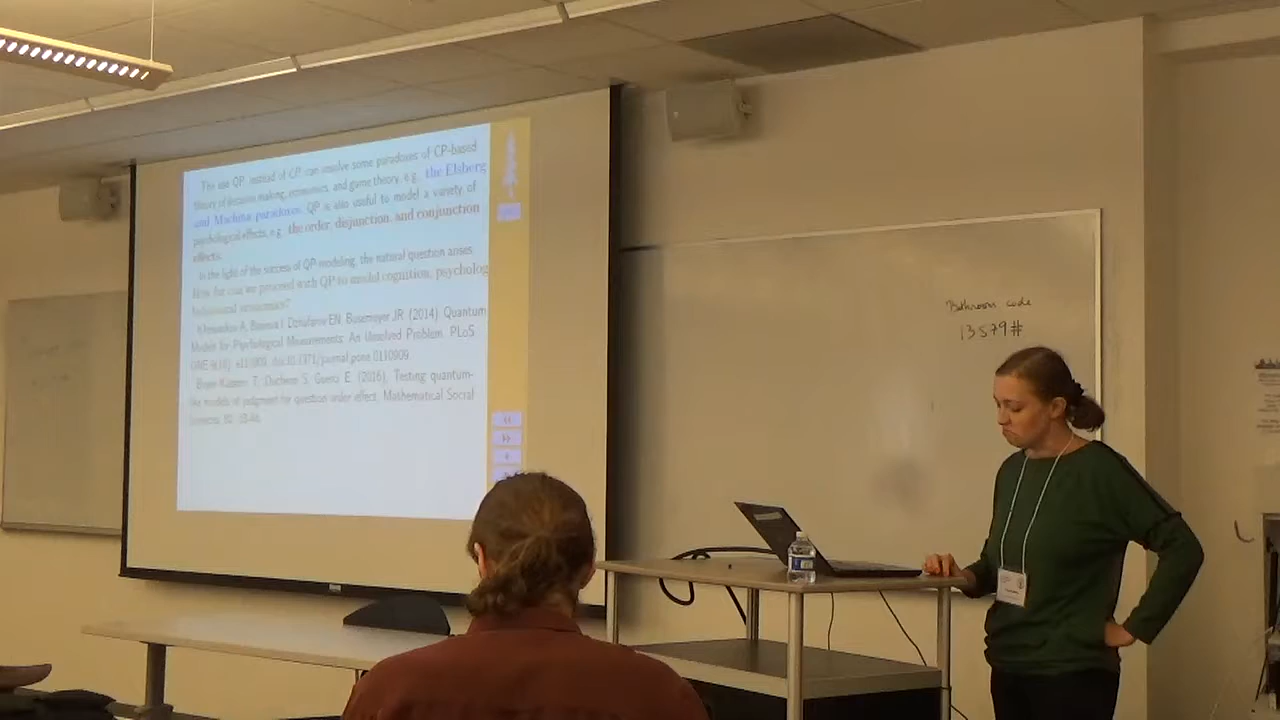 The use QP, instead of CP, can resolve some paradoxes of CP-based
theory of decision making, economics, and game theory, e.g., the Elsberg
and Machina paradoxes. QP is also useful to model a variety of
psychological effects, e.g., the order, disjunction, and conjunction
effects.
In the light of the success of QP-modeling, the natural question arises:
How far can we proceed with QP to model cognition, psycholog
behavioral economics?
Khrennikov A, Basieva I, Dzhafarov EN, Busemeyer JR (2014) Quantum
Models for Psychological Measurements: An Unsolved Problem. PLoS
ONE 9(10): e110909. doi:10.1371/journal.pone.0110909
T, Duchene S, Guerci E. (2016), Testing quantum-
like models of judgment for question order effect. Mathematical Social
Sciences, 80, 33-46.
Bathroom code
13579#